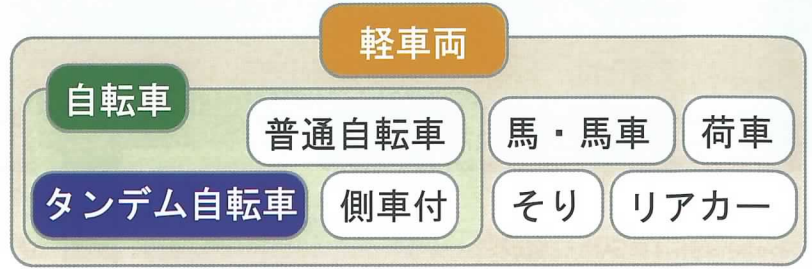 軽車両
自転車
普通自転車
馬・馬車
荷車
タンデム自転車
側車付
そり
リアカー